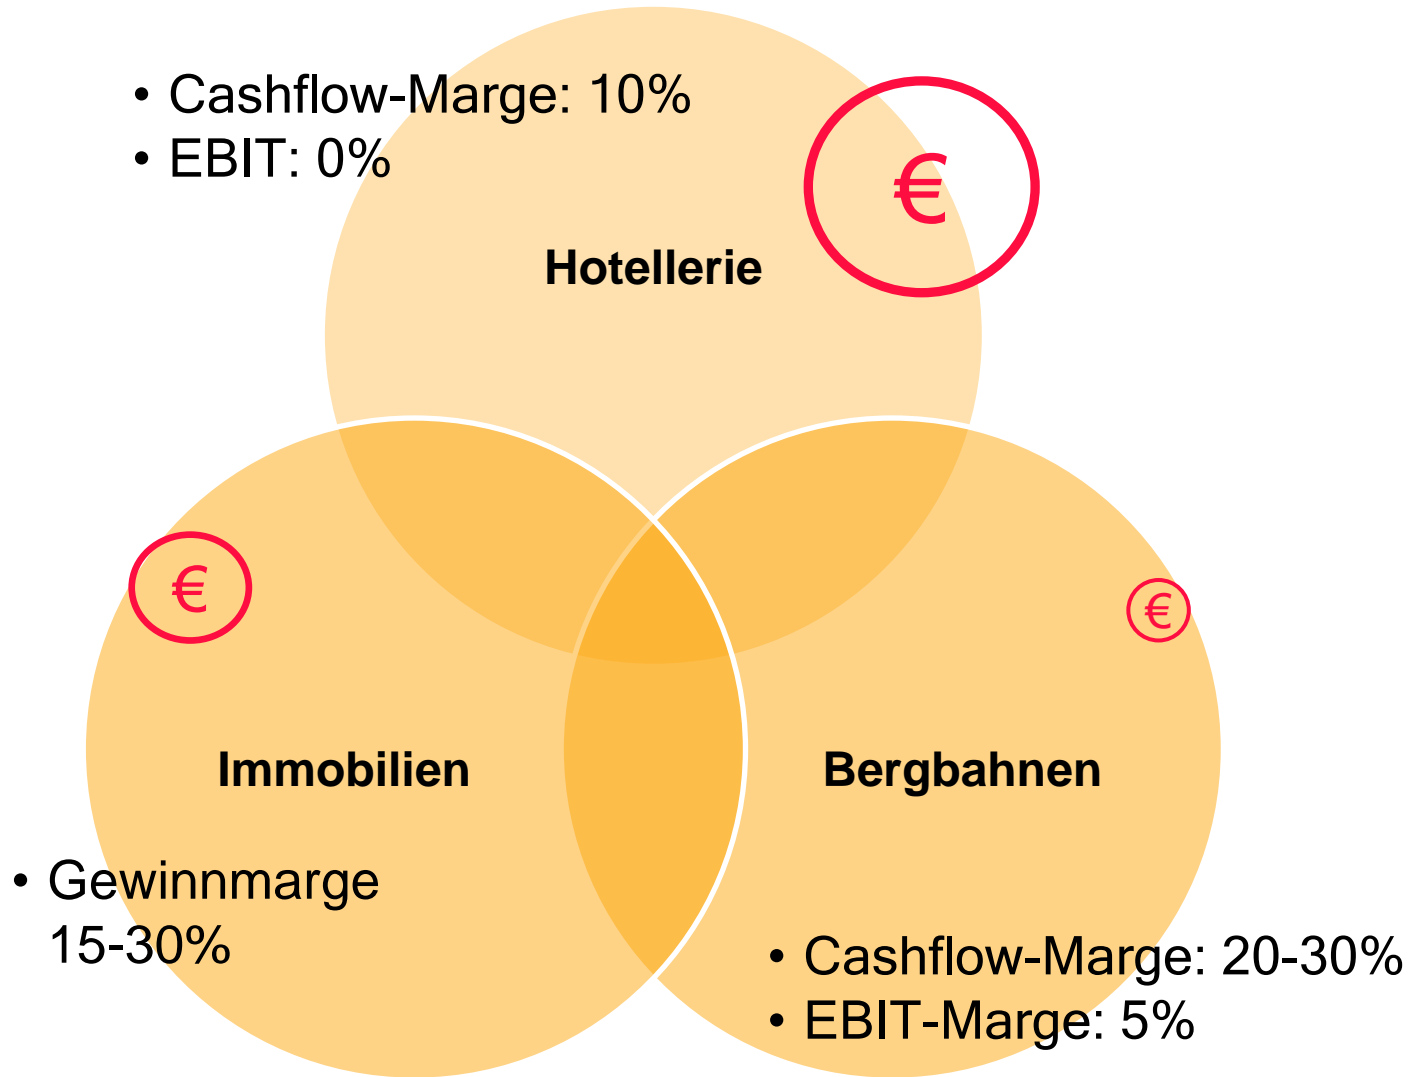 • Cashflow-Marge: 10%
• EBIT: 0%
€
Hotellerie
€
€
Immobilien
Bergbahnen
• Gewinnmarge
15-30%
• Cashflow-Marge: 20-30%
• EBIT-Marge: 5%